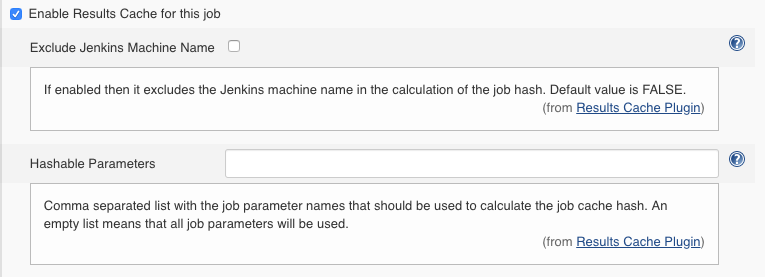 Enable Results Cache for this job
Exclude Jenkins Machine Name
?
If enabled then it excludes the Jenkins machine name in the calculation of the job hash. Default value is FALSE.
(from Results Cache Plugin)
Hashable Parameters
?
Comma separated list with the job parameter names that should be used to calculate the job cache hash. An
empty list means that all job parameters will be used.
(from Results Cache Plugin)